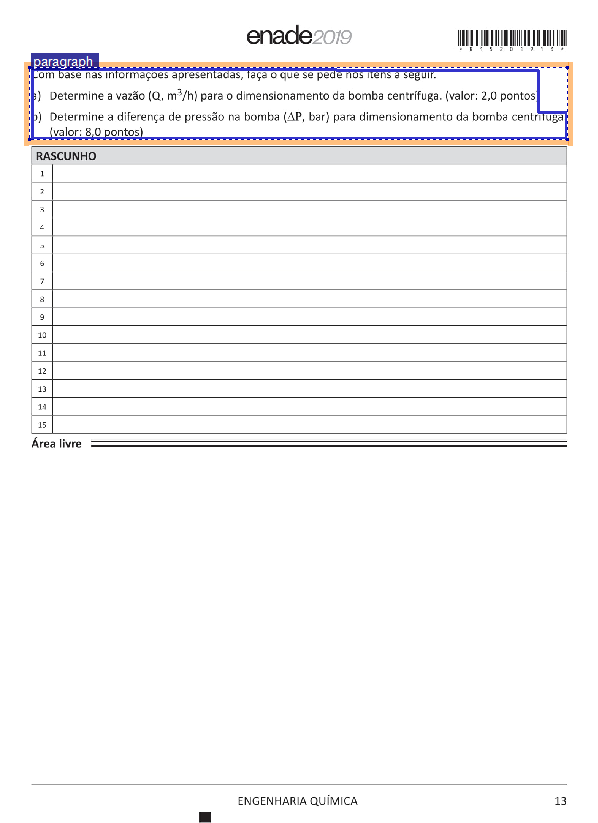 enade2019
paragraph
Com base nas informações apresentadas, faça o que se pede nos itens a seguir.
a) Determine a vazão (Q, m³/h) para o dimensionamento da bomba centrífuga. (valor: 2,0 pontos)
b) Determine a diferença de pressão na bomba (ΔP, bar) para dimensionamento da bomba centrífuga.
(valor: 8,0 pontos)
RASCUNHO
1
2
3
4
5
6
7
8
9
10
11
12
13
14
15
Área livre
ENGENHARIA QUÍMICA 13